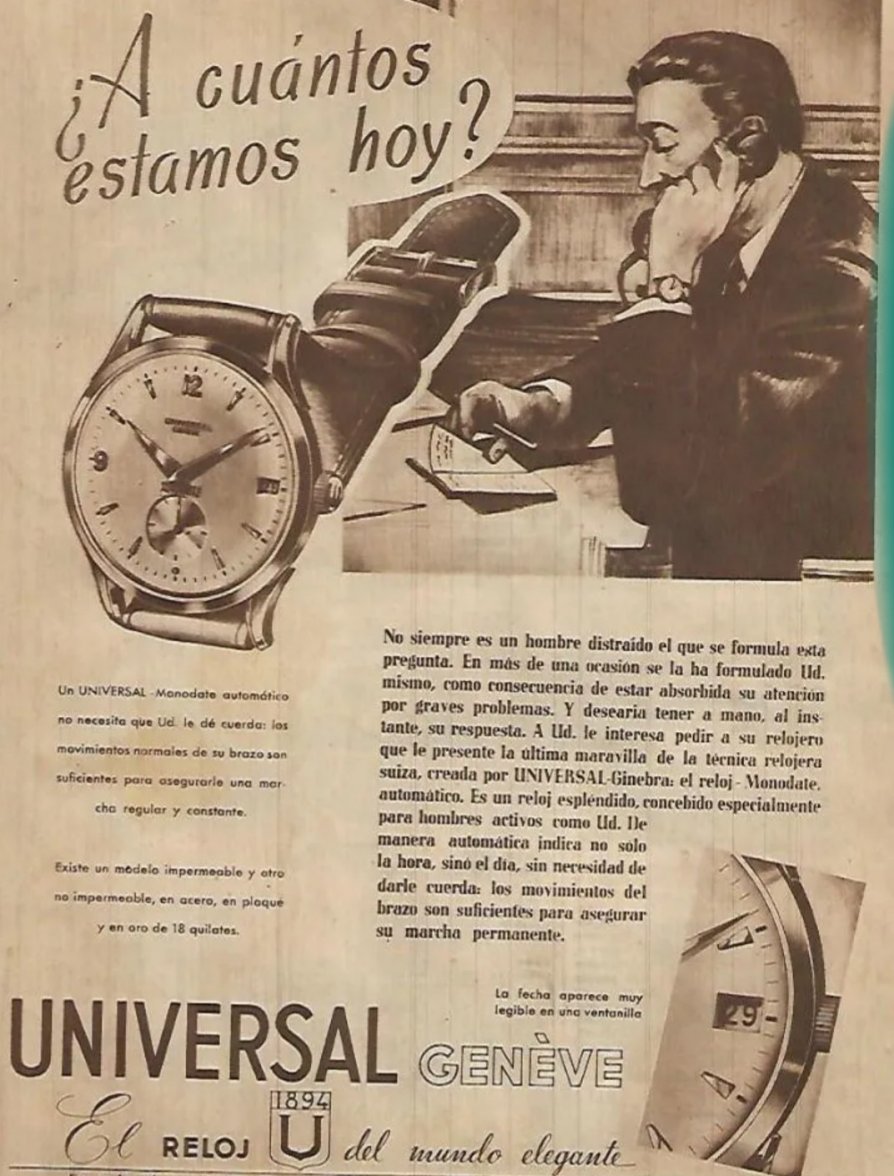 ¿A cuántos
estamos hoy?
12
9
UNIVERSAL
GENEVE
No siempre es un hombre distraído el que se formula esta
pregunta. En más de una ocasión se la ha formulado Ud.
mismo, como consecuencia de estar absorbida su atención
por graves problemas. Y desearia tener a mano, al ins-
tante, su respuesta. A Ud. le interesa pedir a su relojero
que le presente la última maravilla de la técnica relojera
suiza, creada por UNIVERSAL-Ginebra: el reloj - Monodate,
automático. Es un reloj espléndido, concebido especialmente
para hombres activos como Ud. De
manera automática indica no solo
la hora, sino el día, sin necesidad de
darle cuerda: los movimientos del
brazo son suficientes para asegurar
su marcha permanente.
Un UNIVERSAL - Monodate automático
no necesita que Ud. le dé cuerda: los
movimientos normales de su brazo son
suficientes para asegurarle una mar-
cha regular y constante.
Existe un modelo impermeable y otro
no impermeable, en acero, en plaqué
y en oro de 18 quilates.
La fecha aparece muy
legible en una ventanilla
29
UNIVERSAL GENÈVE
1894
El RELOJ U del mundo elegante